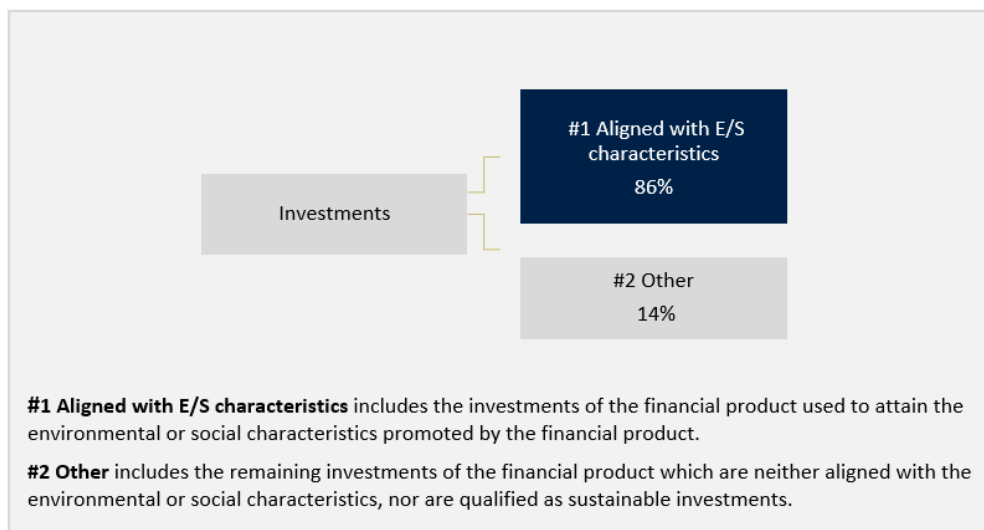 #1 Aligned with E/S
characteristics
86%
Investments
#2 Other
14%
#1 Aligned with E/S characteristics includes the investments of the financial product used to attain the
environmental or social characteristics promoted by the financial product.
#2 Other includes the remaining investments of the financial product which are neither aligned with the
environmental or social characteristics, nor are qualified as sustainable investments.